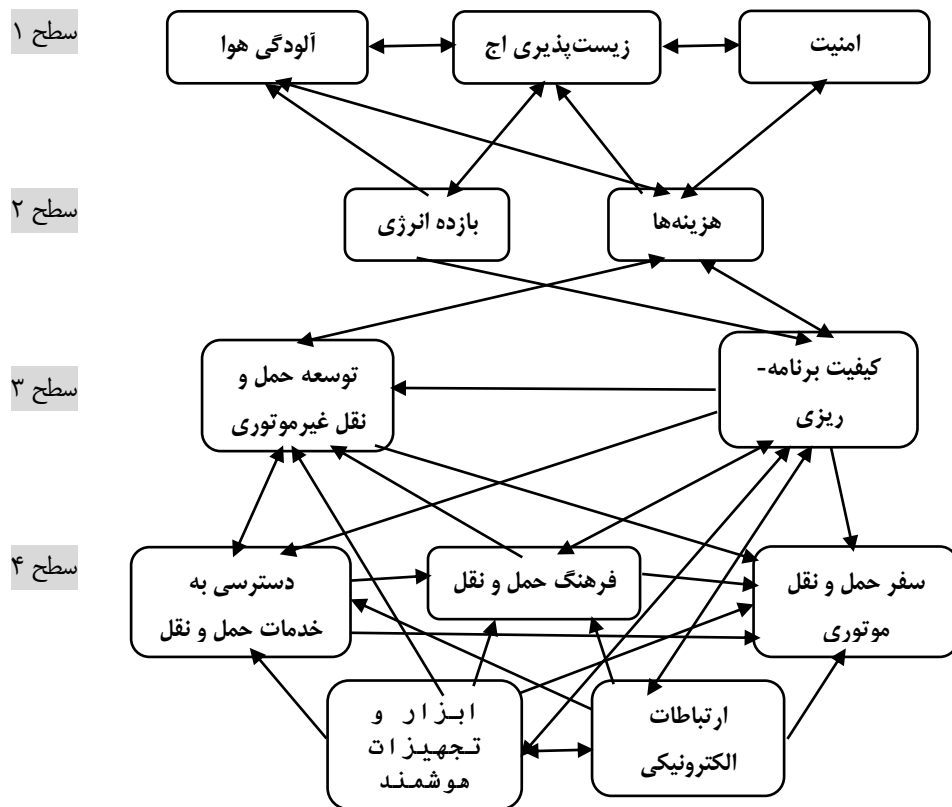 سطح ۱
امنیت
زیست‌پذیری اج
آلودگی هوا
سطح ۲
هزینه‌ها
بازده انرژی
سطح ۳
کیفیت برنامه-
ریزی
توسعه حمل و
نقل غیرموتوری
سطح ۴
سفر حمل و نقل
موتوری
فرهنگ حمل و نقل
دسترسی به
خدمات حمل و نقل
ارتباطات
الکترونیکی
ابزار و
تجهیزات
هوشمند